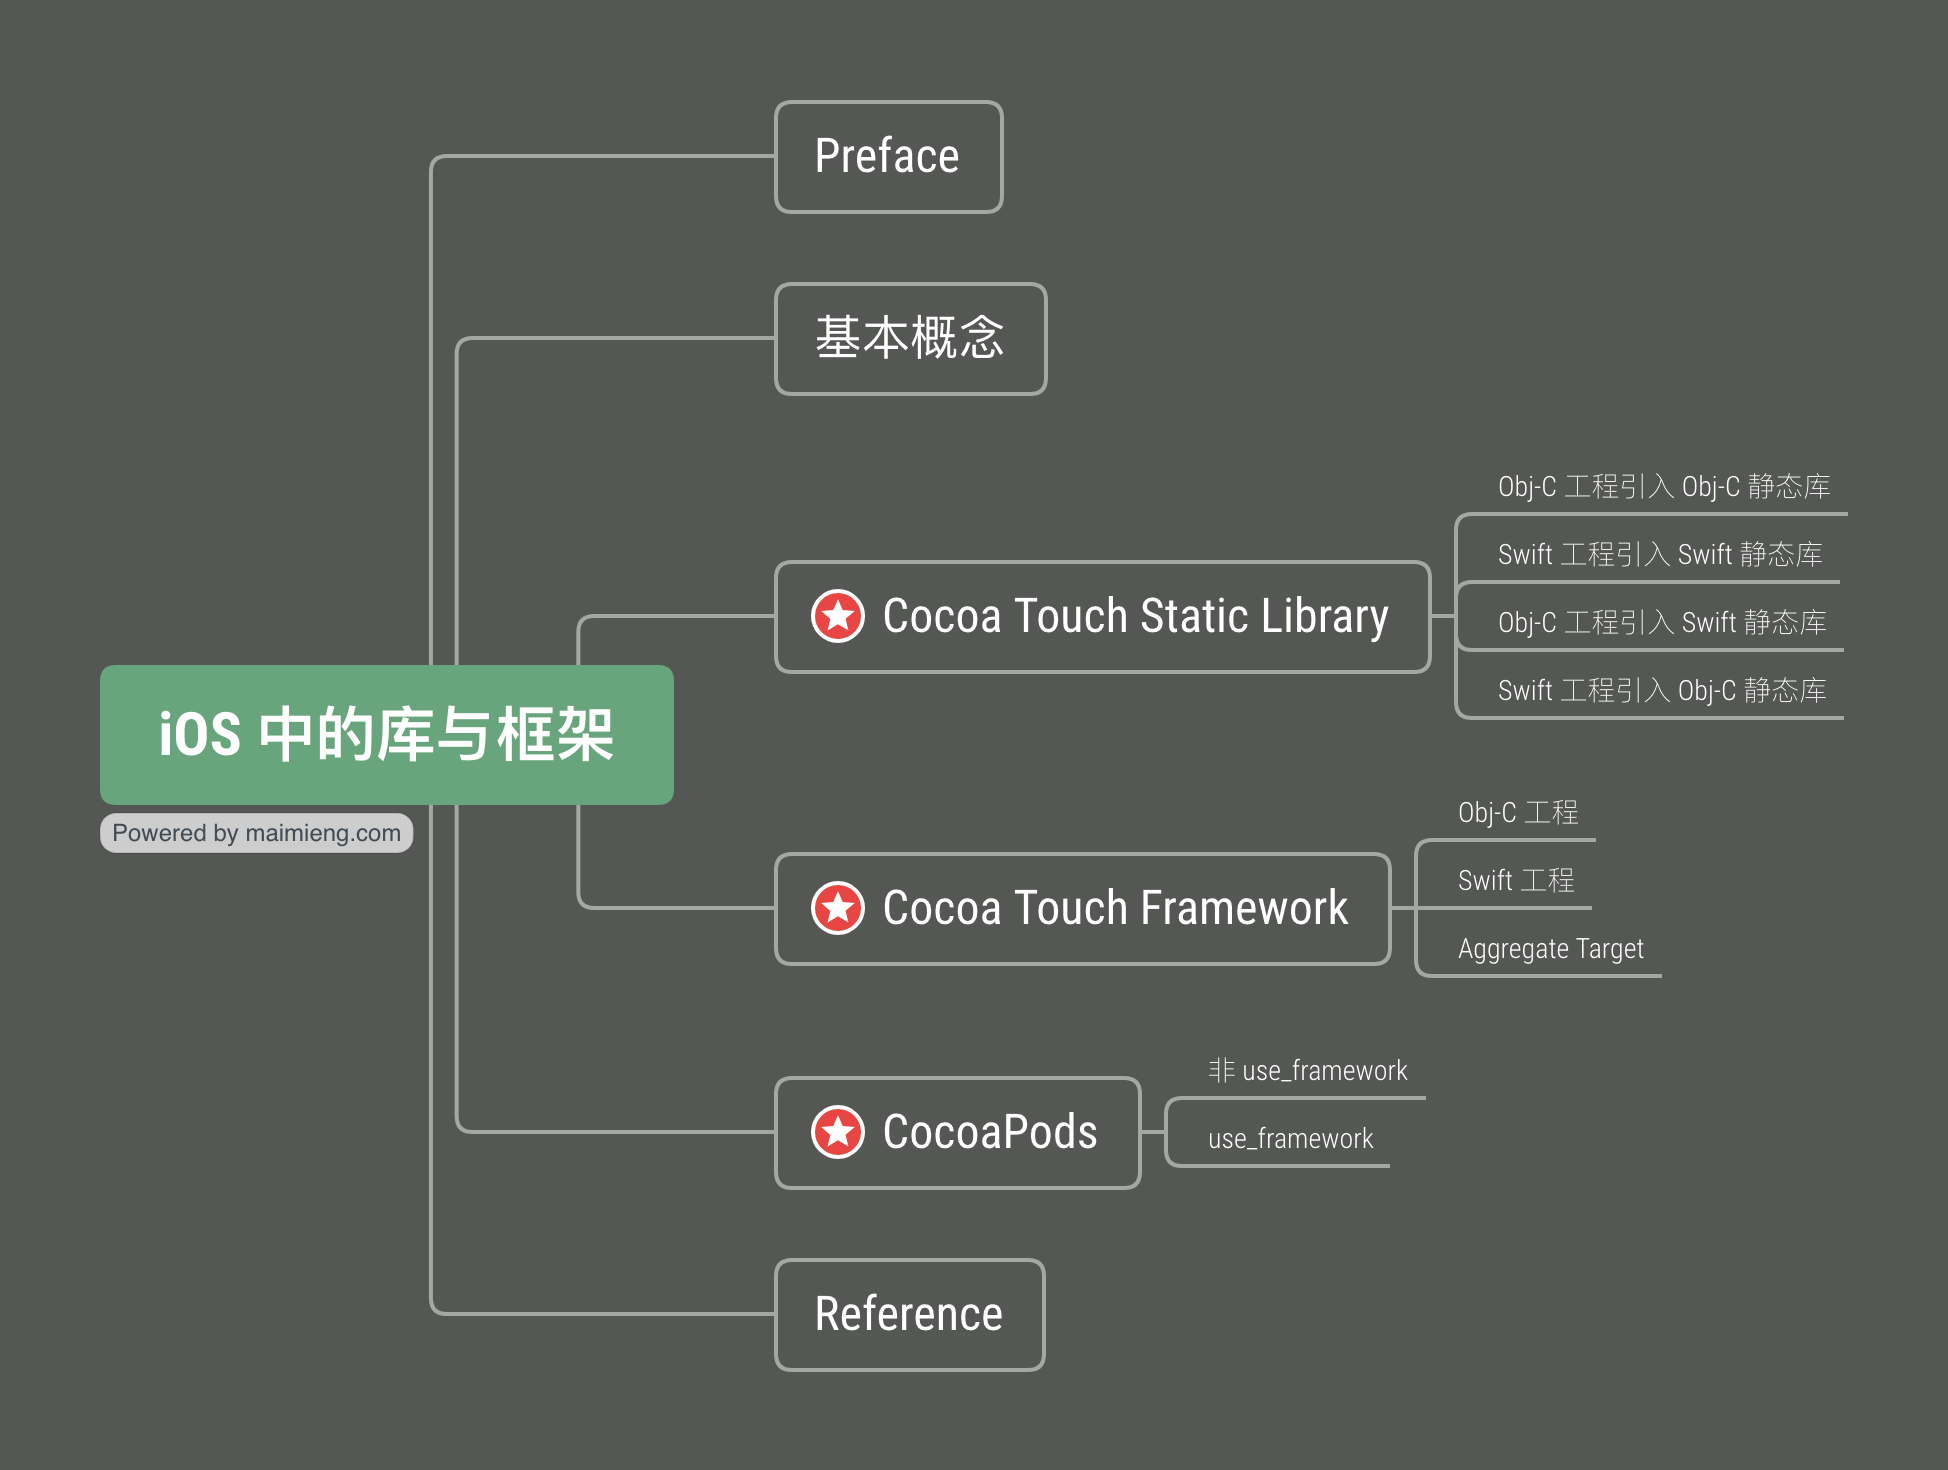 Preface
基本概念
Cocoa Touch Static Library
Obj-C 工程引入 Obj-C 静态库
Swift 工程引入 Swift 静态库
Obj-C 工程引入 Swift 静态库
Swift 工程引入 Obj-C 静态库
iOS 中的库与框架
Powered by maimieng.com
Cocoa Touch Framework
Obj-C 工程
Swift 工程
Aggregate Target
CocoaPods
非 use_framework
use_framework
Reference